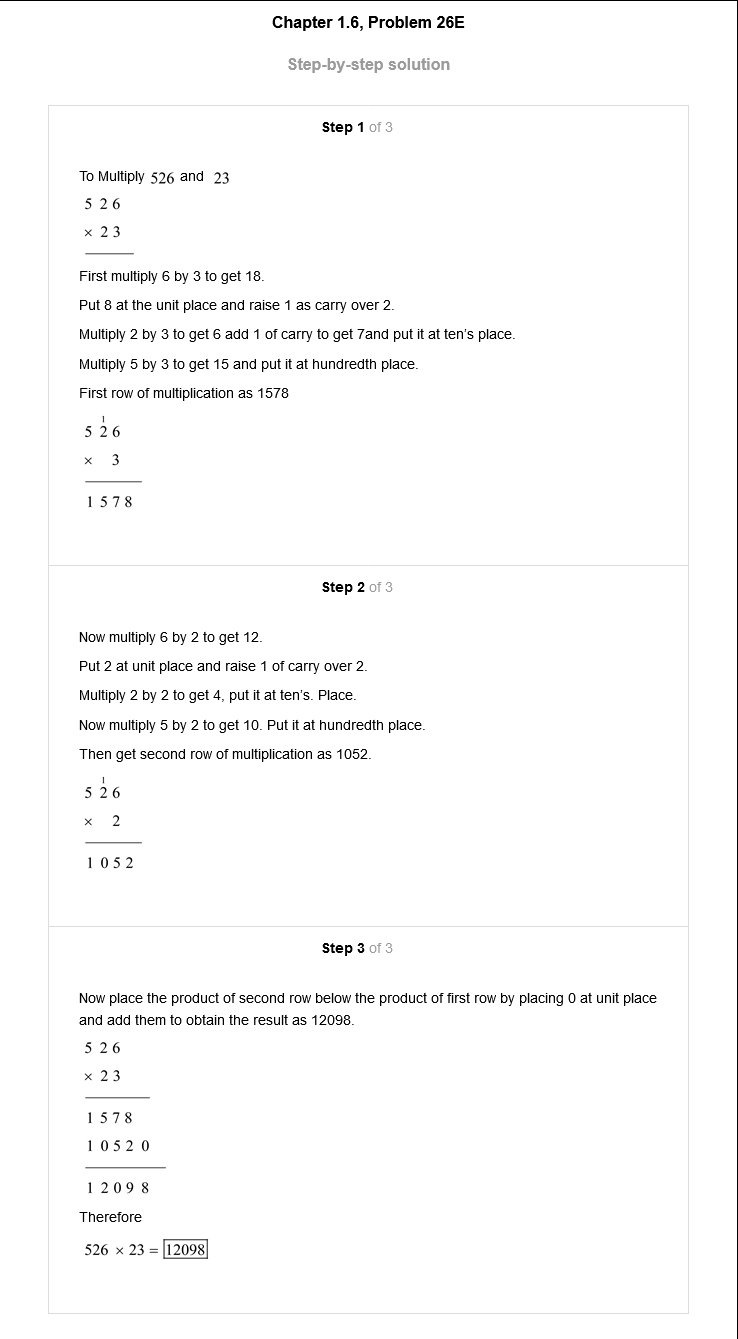 Chapter 1.6, Problem 26E
Step-by-step solution
Step 1 of 3
To Multiply 526 and 23
5 2 6
× 2 3
First multiply 6 by 3 to get 18.
Put 8 at the unit place and raise 1 as carry over 2.
Multiply 2 by 3 to get 6 add 1 of carry to get 7and put it at ten's place.
Multiply 5 by 3 to get 15 and put it at hundredth place.
First row of multiplication as 1578
1
5 2 6
× 3
1 5 7 8
Step 2 of 3
Now multiply 6 by 2 to get 12.
Put 2 at unit place and raise 1 of carry over 2.
Multiply 2 by 2 to get 4, put it at ten's. Place.
Now multiply 5 by 2 to get 10. Put it at hundredth place.
Then get second row of multiplication as 1052.
1
5 2 6
× 2
1 0 5 2
Step 3 of 3
Now place the product of second row below the product of first row by placing 0 at unit place
and add them to obtain the result as 12098.
5 2 6
× 2 3
1 5 7 8
1 0 5 2 0
1 2 0 9 8
Therefore
526 × 23 = 12098